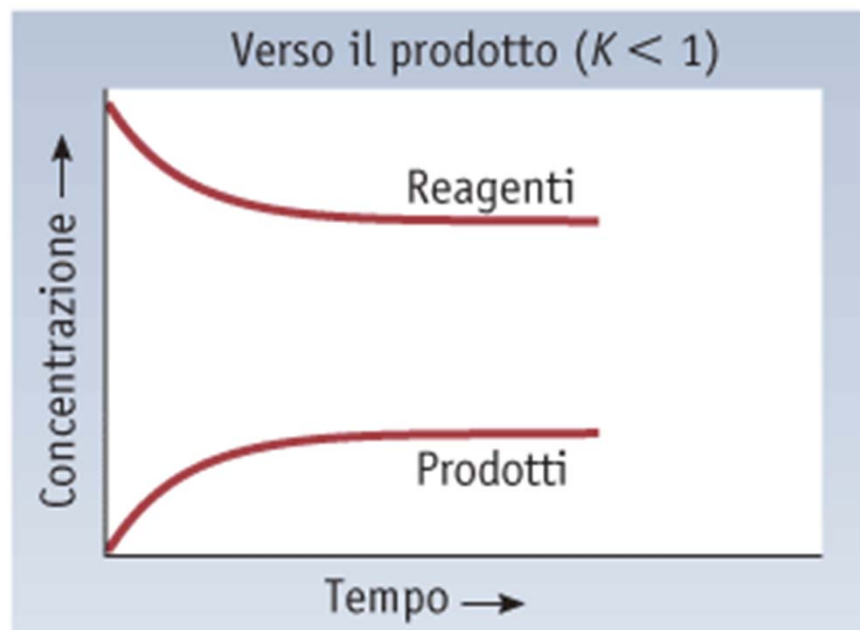 Verso il prodotto (K < 1)
Concentrazione →
Reagenti
Prodotti
Tempo →